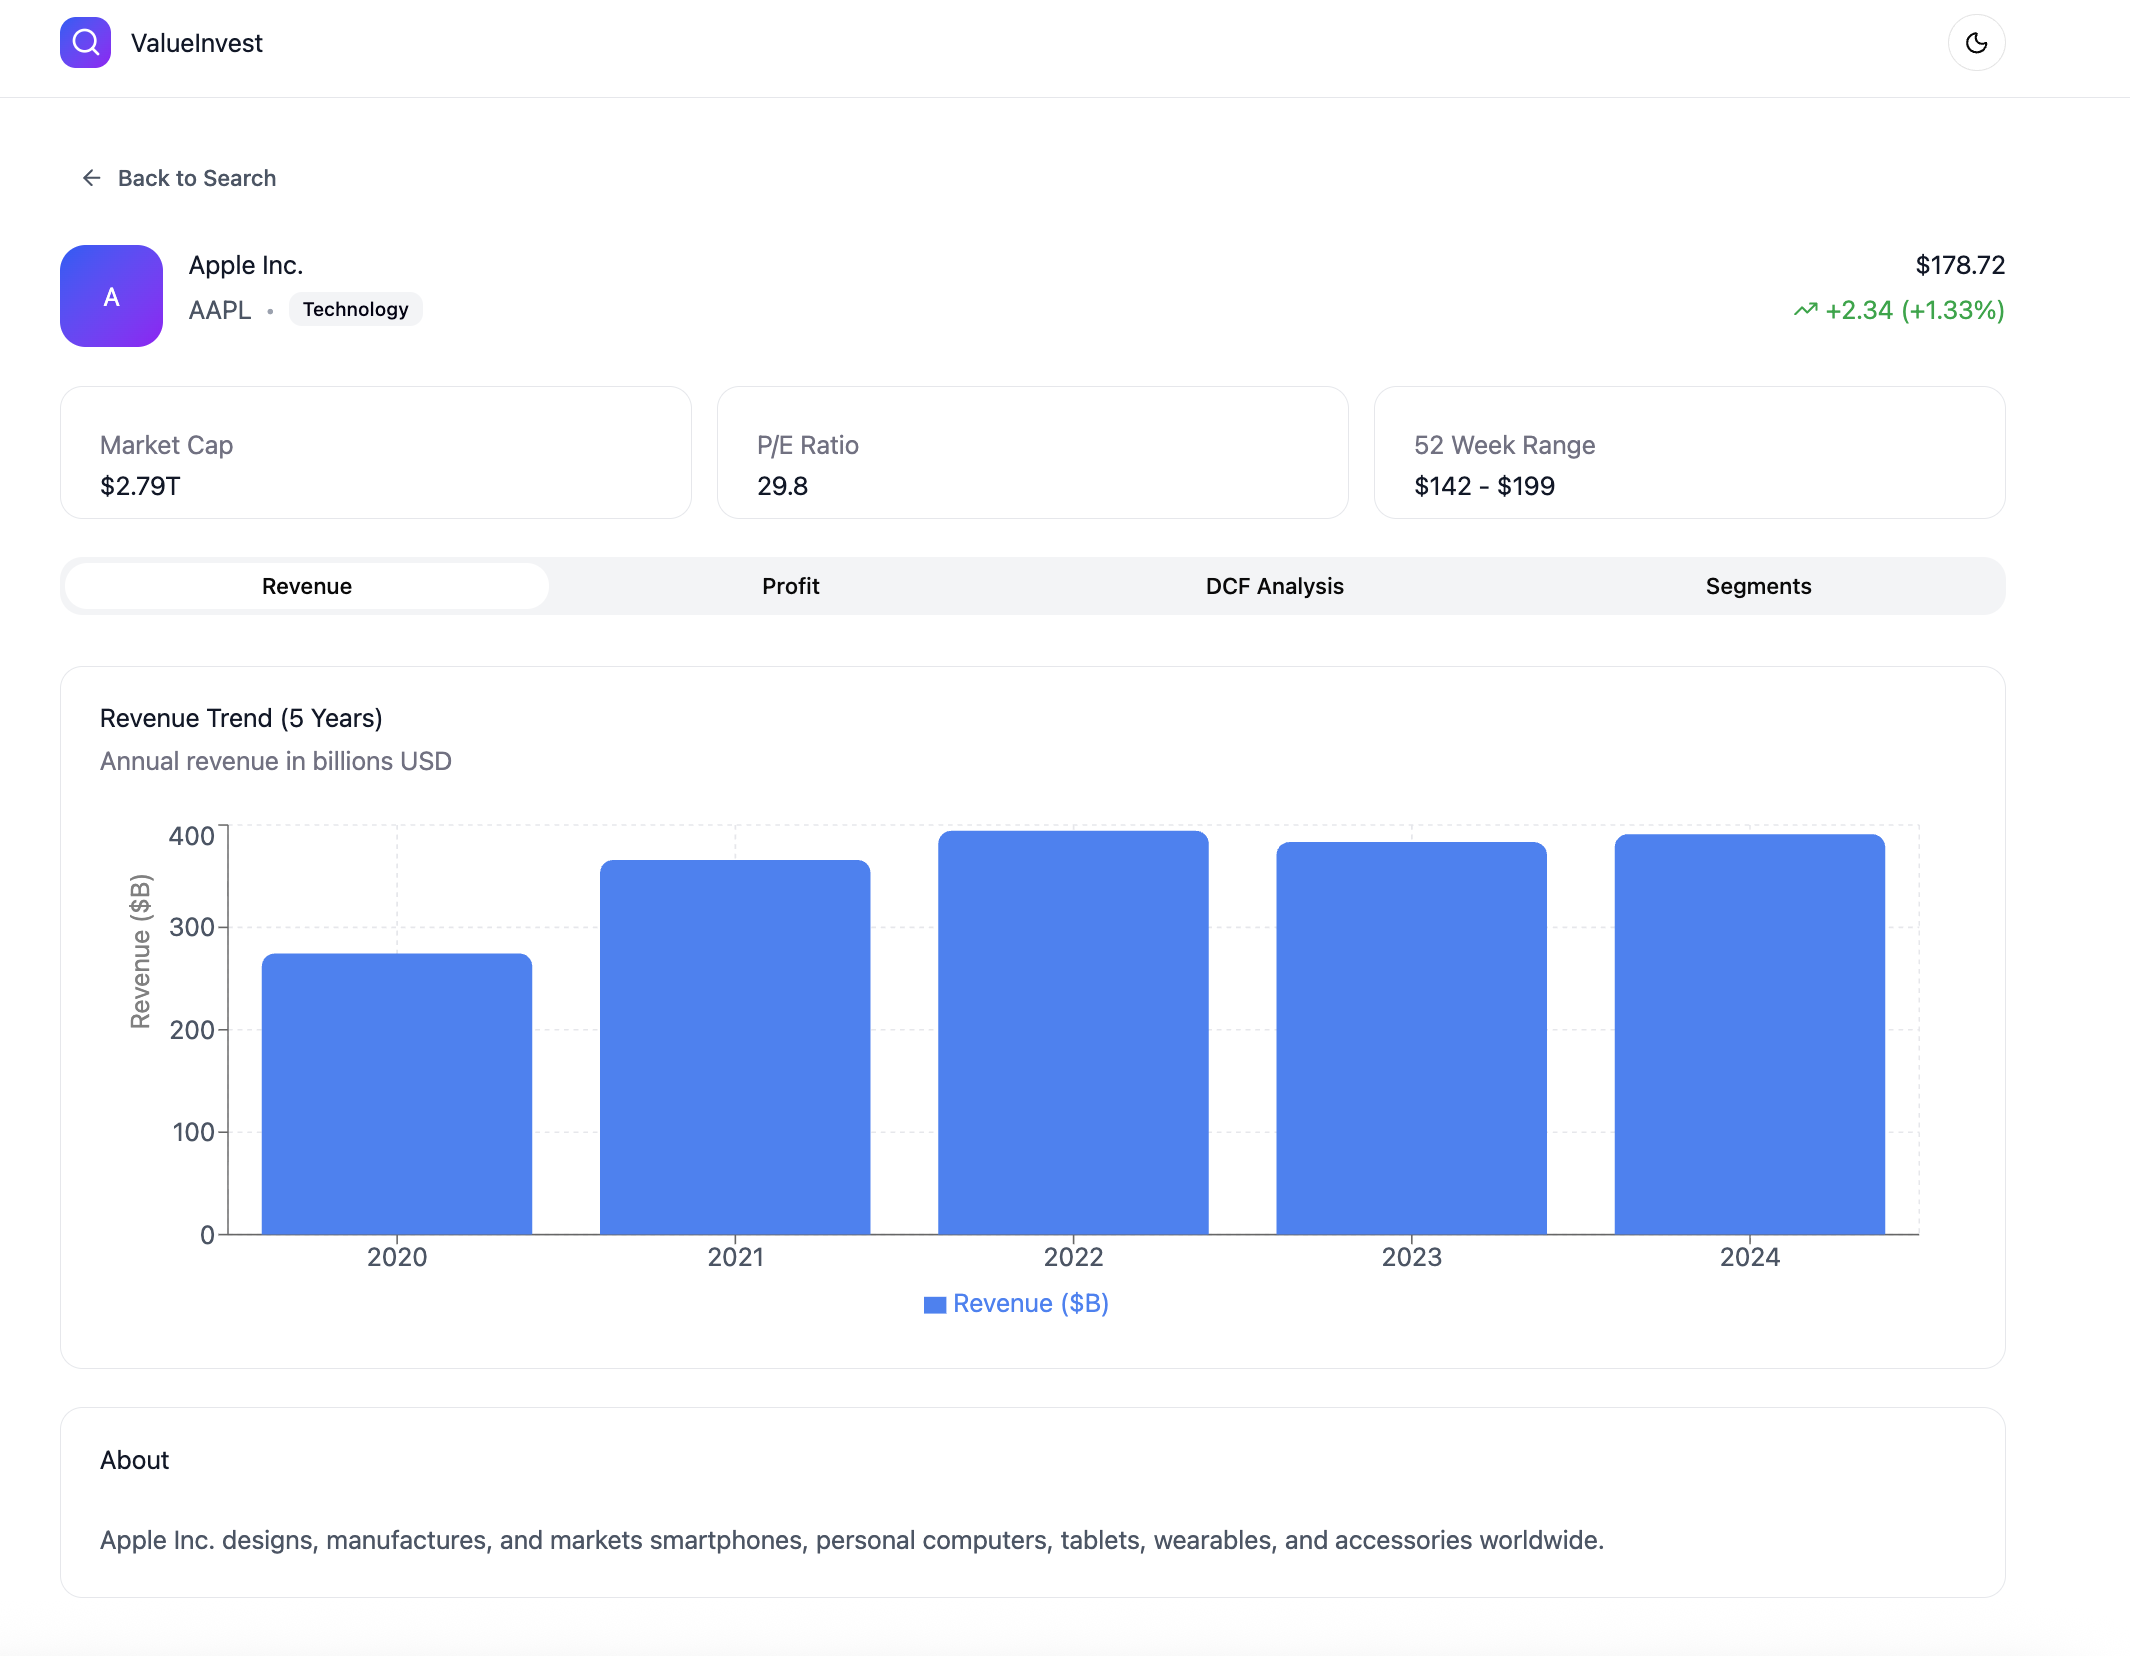 ValueInvest
Back to Search
A
Apple Inc.
AAPL • Technology
$178.72
+2.34 (+1.33%)
Market Cap
$2.79T
P/E Ratio
29.8
52 Week Range
$142 - $199
Revenue
Profit
DCF Analysis
Segments
Revenue Trend (5 Years)
Annual revenue in billions USD
Revenue ($B)
400
300
200
100
0
2020
2021
2022
2023
2024
Revenue ($B)
About
Apple Inc. designs, manufactures, and markets smartphones, personal computers, tablets, wearables, and accessories worldwide.